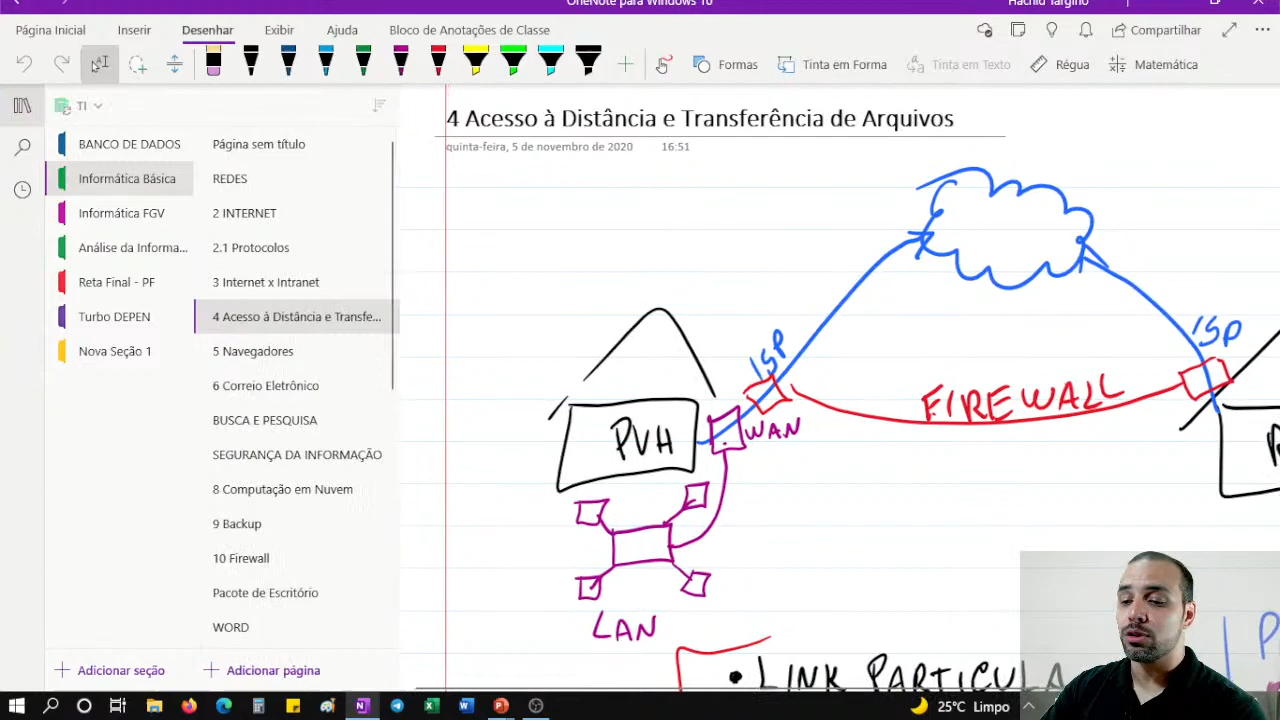 OneNote para Windows 10
Hachid Targino
Página Inicial Inserir Desenhar Exibir Ajuda Bloco de Anotações de Classe Compartilhar
Formas Tinta em Forma Tinta em Texto Régua Matemática
TI
BANCO DE DADOS
Informática Básica
Informática FGV
Análise da Informa...
Reta Final - PF
Turbo DEPEN
Nova Seção 1
Adicionar seção
Página sem título
REDES
2 INTERNET
2.1 Protocolos
3 Internet x Intranet
4 Acesso à Distância e Transfe...
5 Navegadores
6 Correio Eletrônico
BUSCA E PESQUISA
SEGURANÇA DA INFORMAÇÃO
8 Computação em Nuvem
9 Backup
10 Firewall
Pacote de Escritório
WORD
Adicionar página
4 Acesso à Distância e Transferência de Arquivos
quinta-feira, 5 de novembro de 2020 16:51
ISP
ISP
FIREWALL
PVH
WAN
LAN
• LINK PARTICULA
25°C Limpo